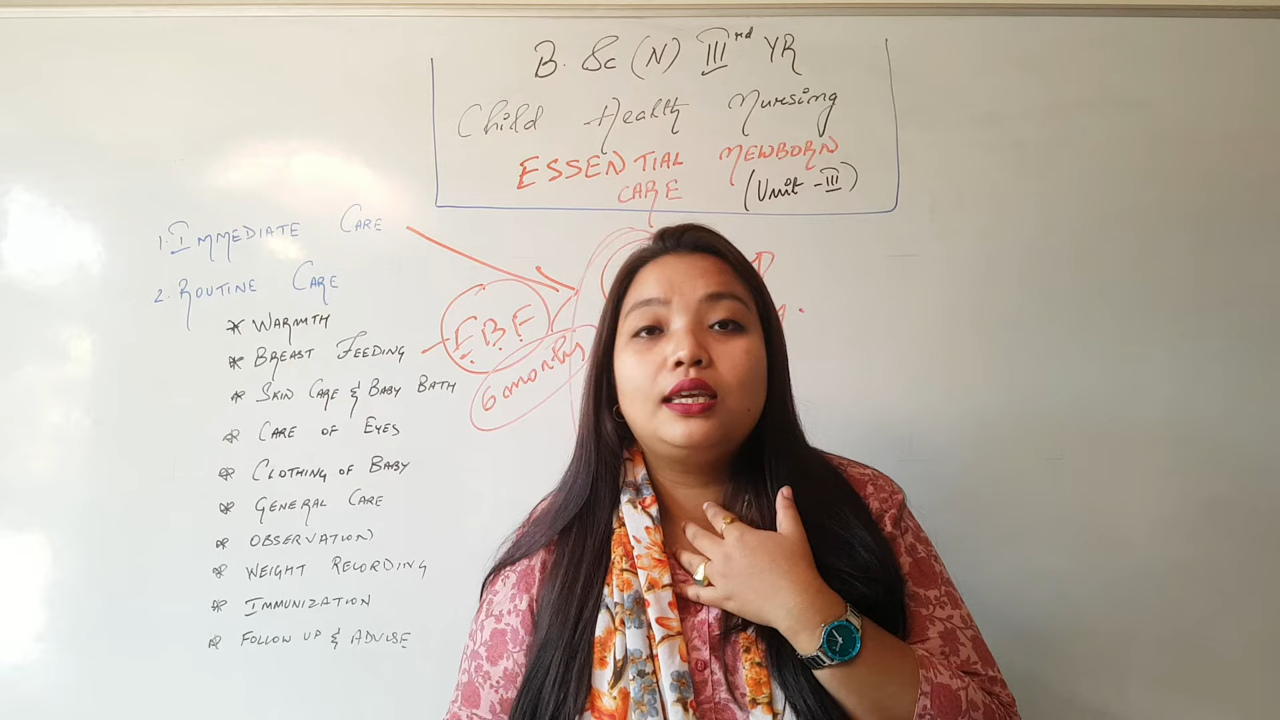 B. Sc (N) IIIrd YR
Child Health Nursing
ESSENTIAL NEWBORN
CARE (Unit - III)
1. IMMEDIATE CARE
2. ROUTINE CARE
* WARMTH
* BREAST FEEDING
EBF
6 months
* SKIN CARE & BABY BATH
* CARE OF EYES
* CLOTHING OF BABY
* GENERAL CARE
* OBSERVATION
* WEIGHT RECORDING
* IMMUNIZATION
* FOLLOW UP & ADVISE